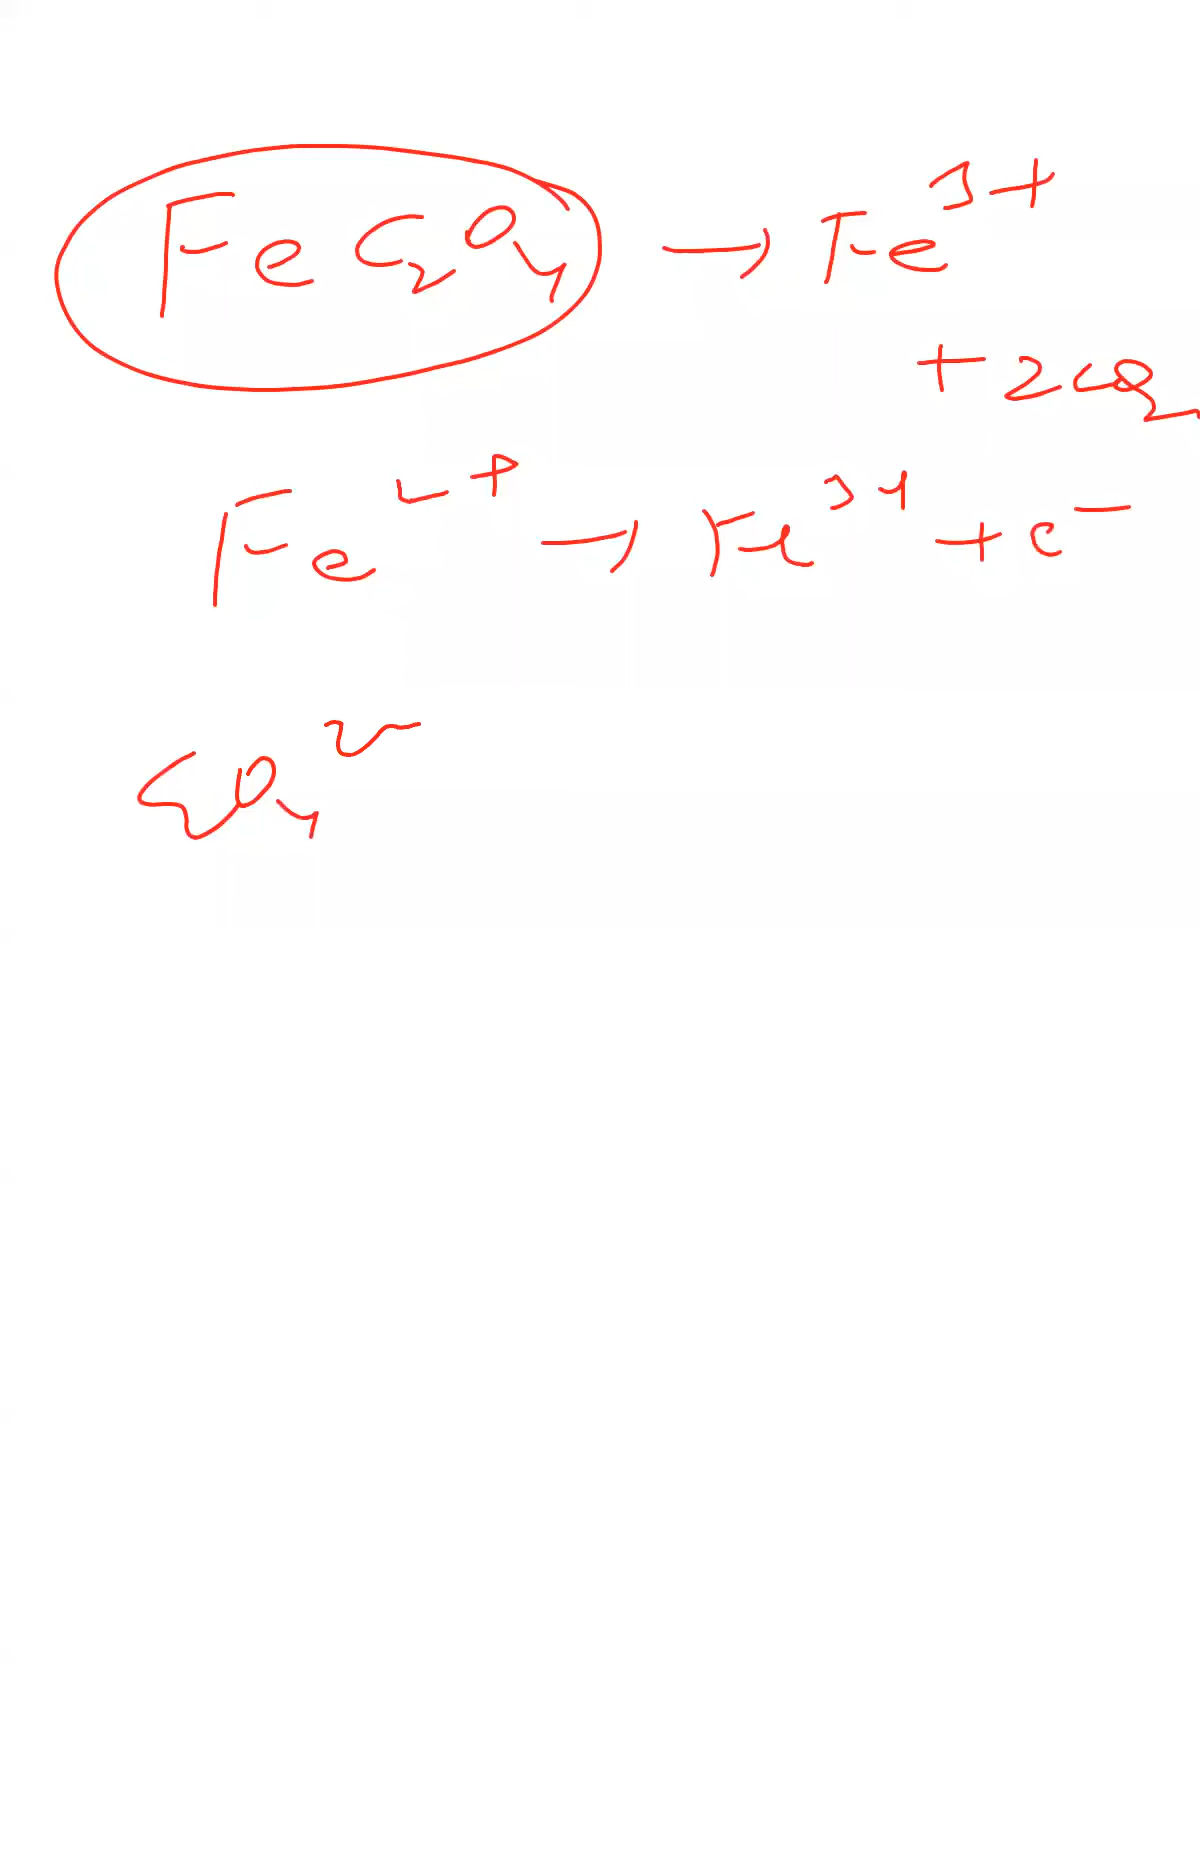 FeC₂O₄ → Fe³⁺
+ 2CO₂
Fe²⁺ → Fe³⁺ + e⁻
C₂O₄²⁻